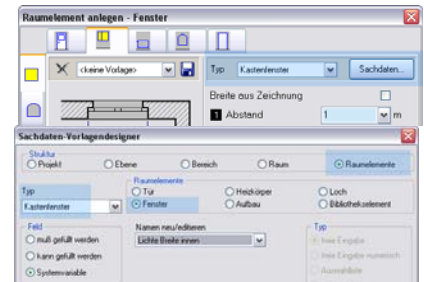 Raumelement anlegen - Fenster
<keine Vorlage>
Typ Kastenfenster Sachdaten...
Breite aus Zeichnung
1 Abstand 1 m
Sachdaten-Vorlagendesigner
Struktur
Projekt Ebene Bereich Raum Raumelemente
Typ
Kastenfenster
Raumelemente
Tür Heizkörper Loch
Fenster Aufbau Bibliothekselement
Feld
muß gefüllt werden
kann gefüllt werden
Systemvariable
Namen neu/editieren
Lichte Breite innen
Typ
freie Eingabe
freie Eingabe numerisch
Auswahlliste